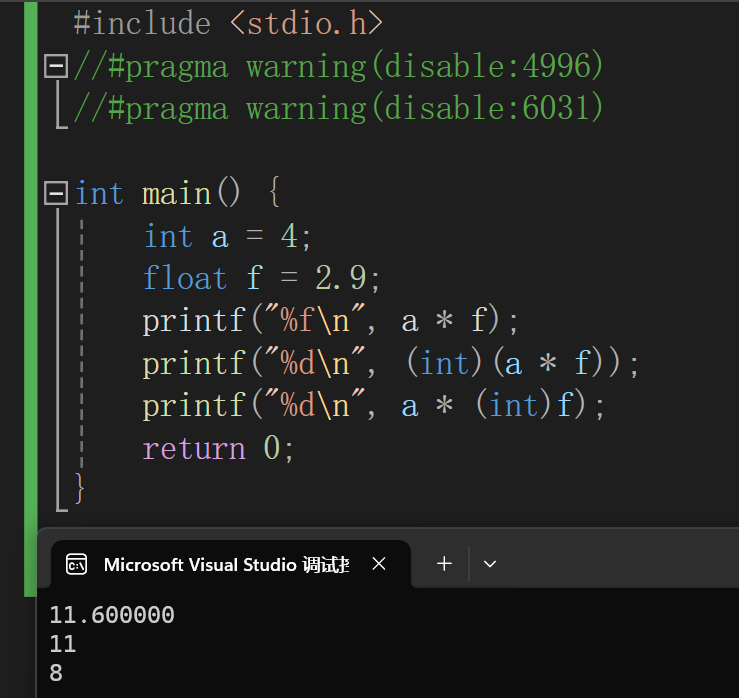 #include <stdio.h>
//#pragma warning(disable:4996)
//#pragma warning(disable:6031)
int main() {
int a = 4;
float f = 2.9;
printf("%f\n", a * f);
printf("%d\n", (int)(a * f));
printf("%d\n", a * (int)f);
return 0;
}
Microsoft Visual Studio 调试
11.600000
11
8